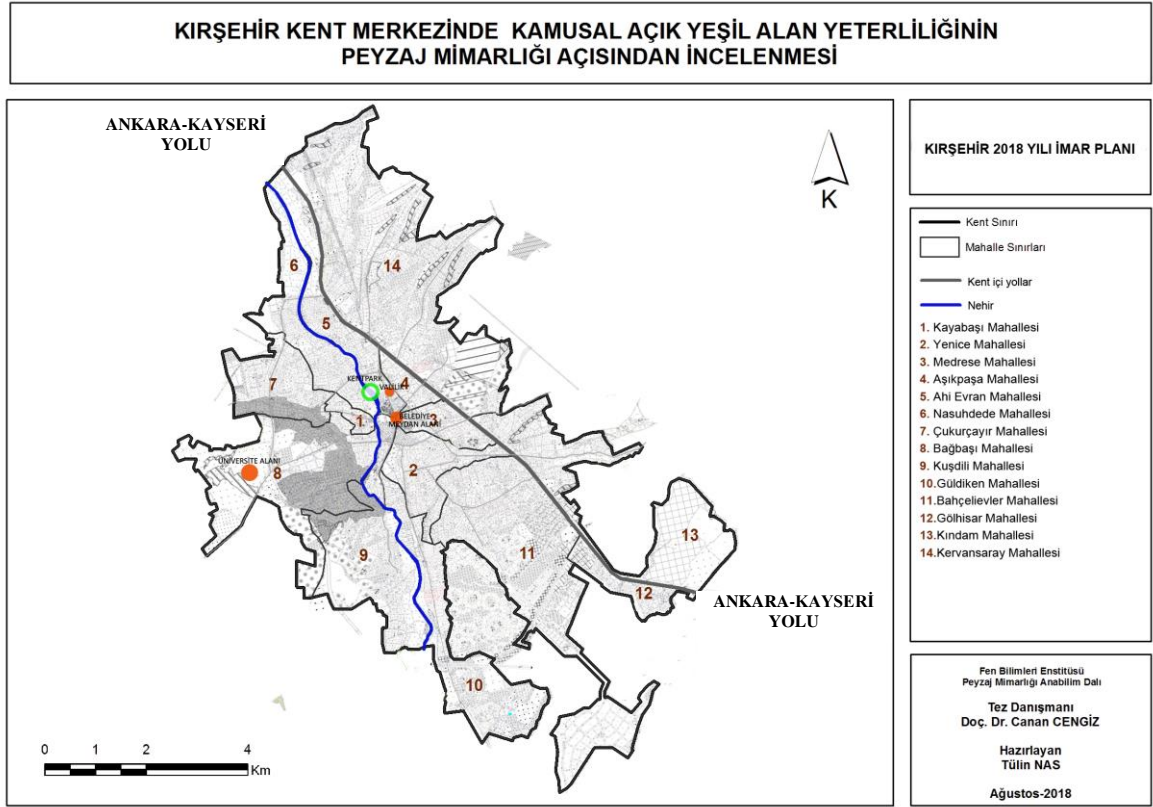 KIRŞEHİR KENT MERKEZİNDE KAMUSAL AÇIK YEŞİL ALAN YETERLİLİĞİNİN
PEYZAJ MİMARLIĞI AÇISINDAN İNCELENMESİ
ANKARA-KAYSERİ
YOLU
K
6
14
5
7
KENTPARK
VALİLİK
4
1
BELEDİYE
MEYDAN ALANI
3
ÜNİVERSİTE ALANI
8
2
9
11
13
12
ANKARA-KAYSERİ
YOLU
10
0 1 2 4
Km
KIRŞEHİR 2018 YILI İMAR PLANI
Kent Sınırı
Mahalle Sınırları
Kent içi yollar
Nehir
1. Kayabaşı Mahallesi
2. Yenice Mahallesi
3. Medrese Mahallesi
4. Aşıkpaşa Mahallesi
5. Ahi Evran Mahallesi
6. Nasuhdede Mahallesi
7. Çukurçayır Mahallesi
8. Bağbaşı Mahallesi
9. Kuşdili Mahallesi
10.Güldiken Mahallesi
11.Bahçelievler Mahallesi
12.Gölhisar Mahallesi
13.Kındam Mahallesi
14.Kervansaray Mahallesi
Fen Bilimleri Enstitüsü
Peyzaj Mimarlığı Anabilim Dalı
Tez Danışmanı
Doç. Dr. Canan CENGİZ
Hazırlayan
Tülin NAS
Ağustos-2018